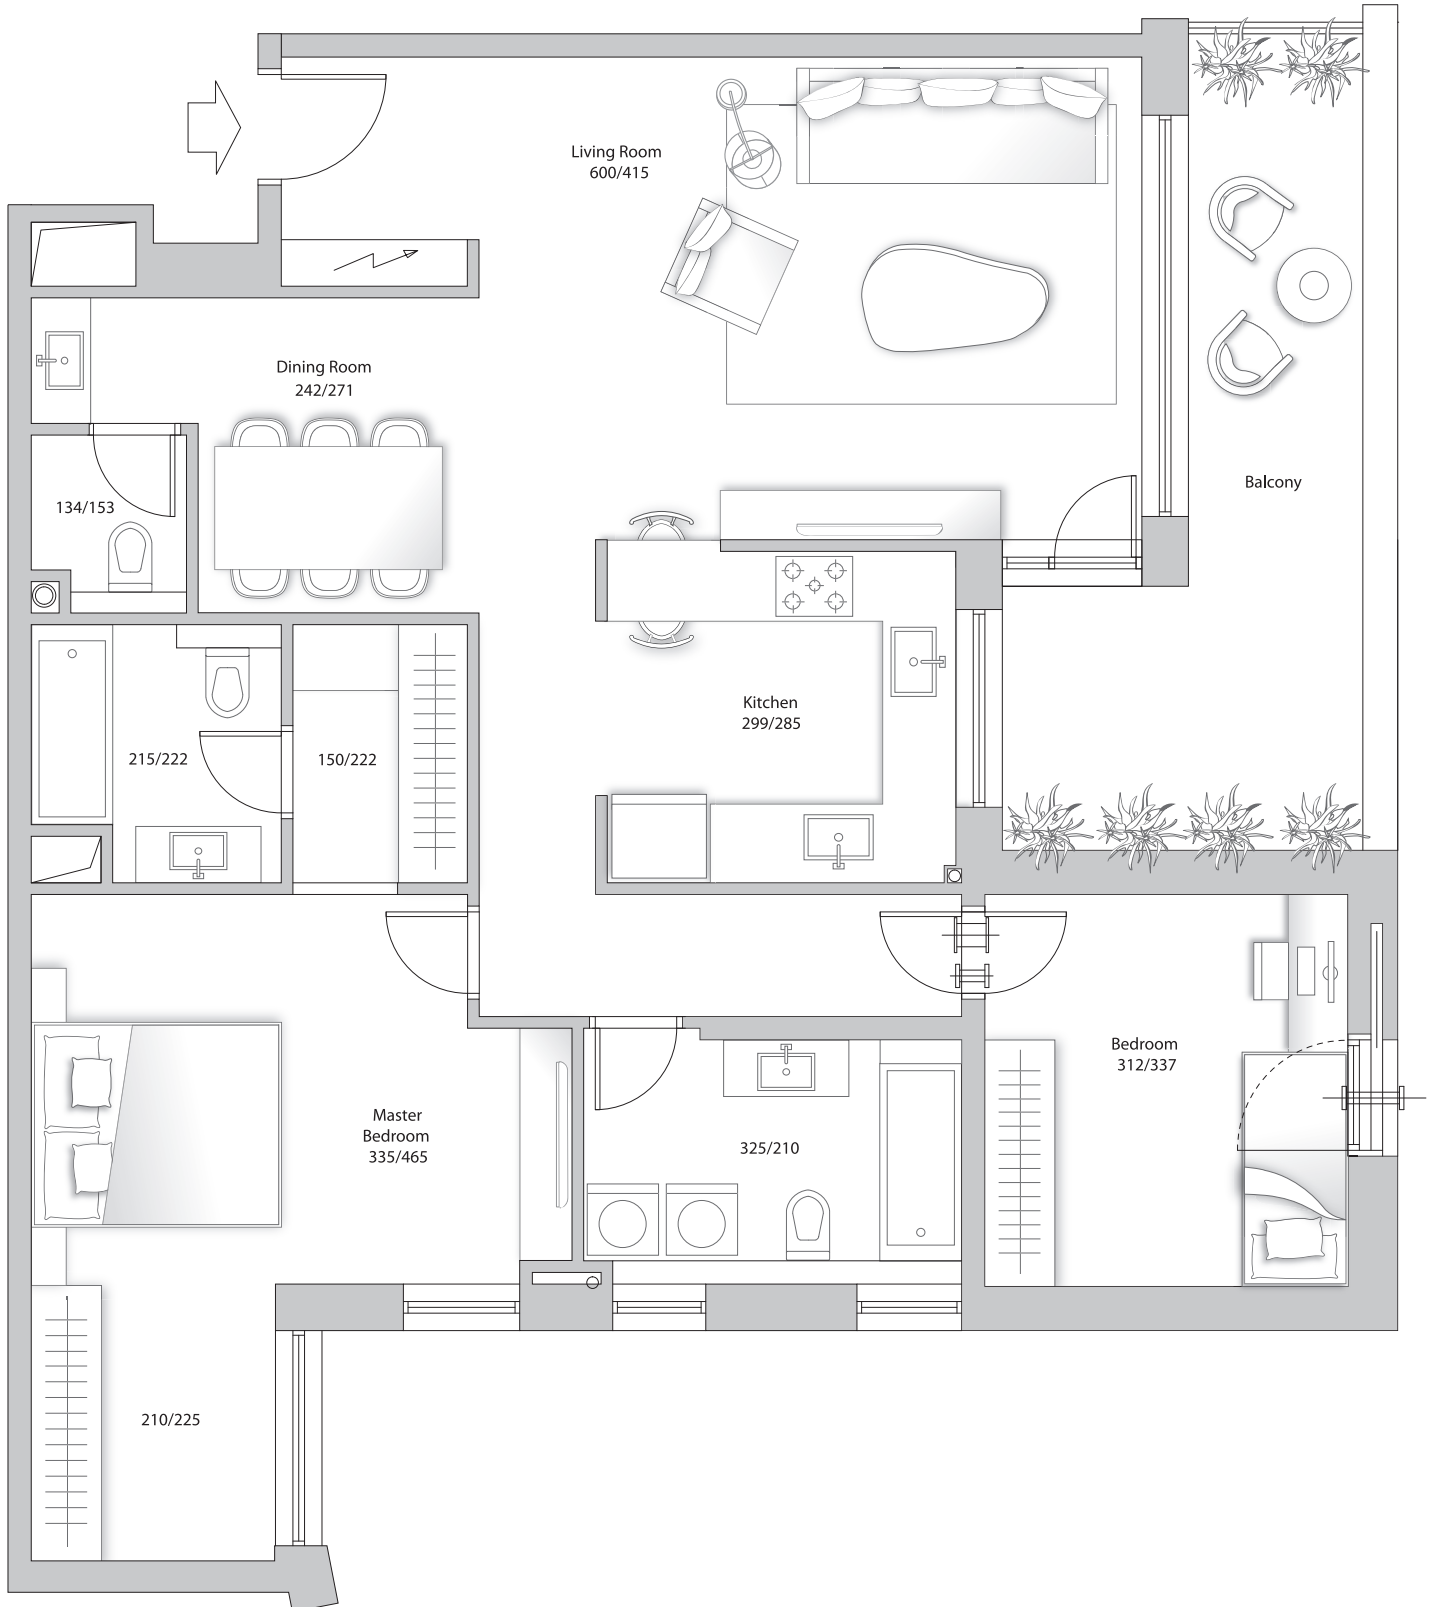 Living Room
600/415
Dining Room
242/271
Balcony
134/153
Kitchen
299/285
215/222
150/222
Bedroom
312/337
Master
Bedroom
335/465
325/210
210/225